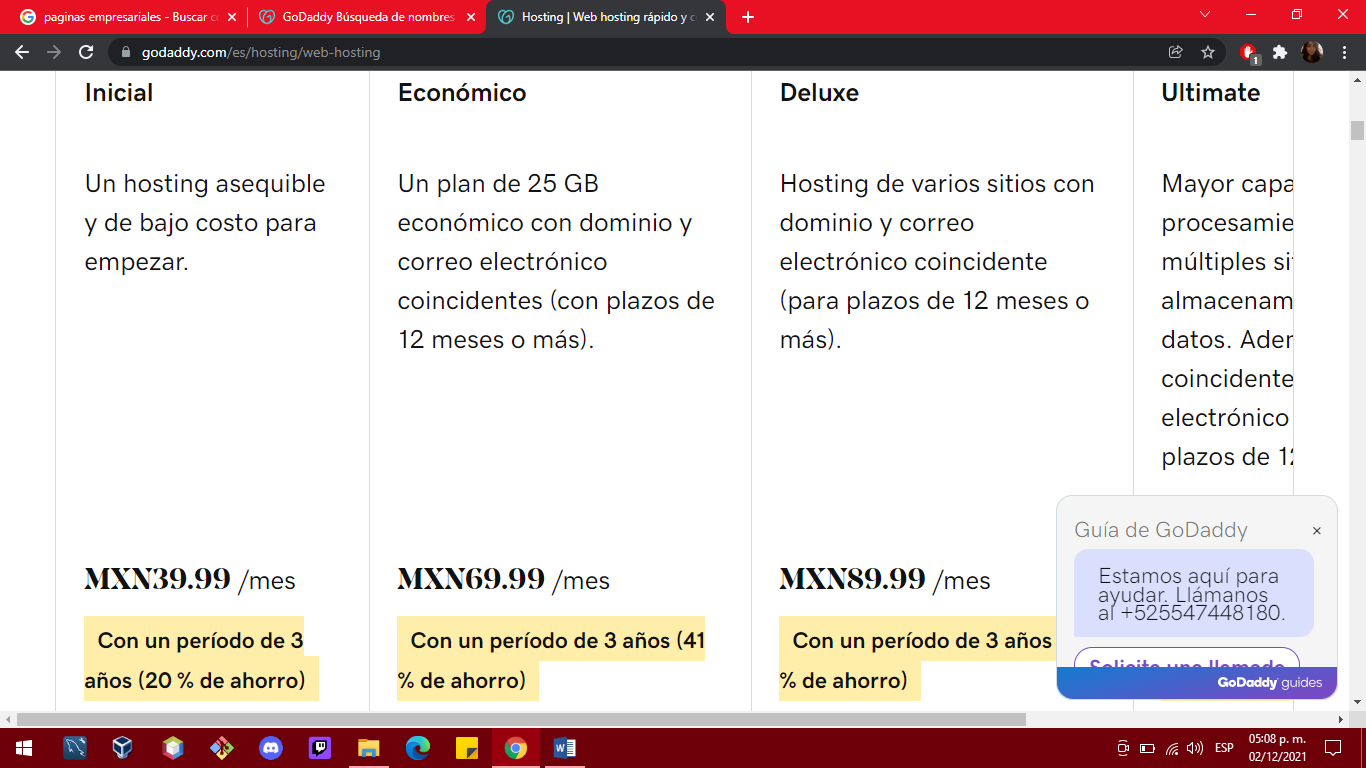 paginas empresariales - Buscar c
GoDaddy Búsqueda de nombres
Hosting | Web hosting rápido y c
godaddy.com/es/hosting/web-hosting
1
Inicial
Un hosting asequible
y de bajo costo para
empezar.
MXN39.99 /mes
Con un período de 3
años (20 % de ahorro)
Económico
Un plan de 25 GB
económico con dominio y
correo electrónico
coincidentes (con plazos de
12 meses o más).
MXN69.99 /mes
Con un período de 3 años (41
% de ahorro)
Deluxe
Hosting de varios sitios con
dominio y correo
electrónico coincidente
(para plazos de 12 meses o
más).
MXN89.99 /mes
Con un período de 3 años
% de ahorro)
Ultimate
Mayor capa
procesamie
múltiples si
almacenam
datos. Ader
coincidente
electrónico
plazos de 12
Guía de GoDaddy
Estamos aquí para
ayudar. Llámanos
al +525547448180.
Solicite una llamada
GoDaddy guides
ESP
05:08 p. m.
02/12/2021